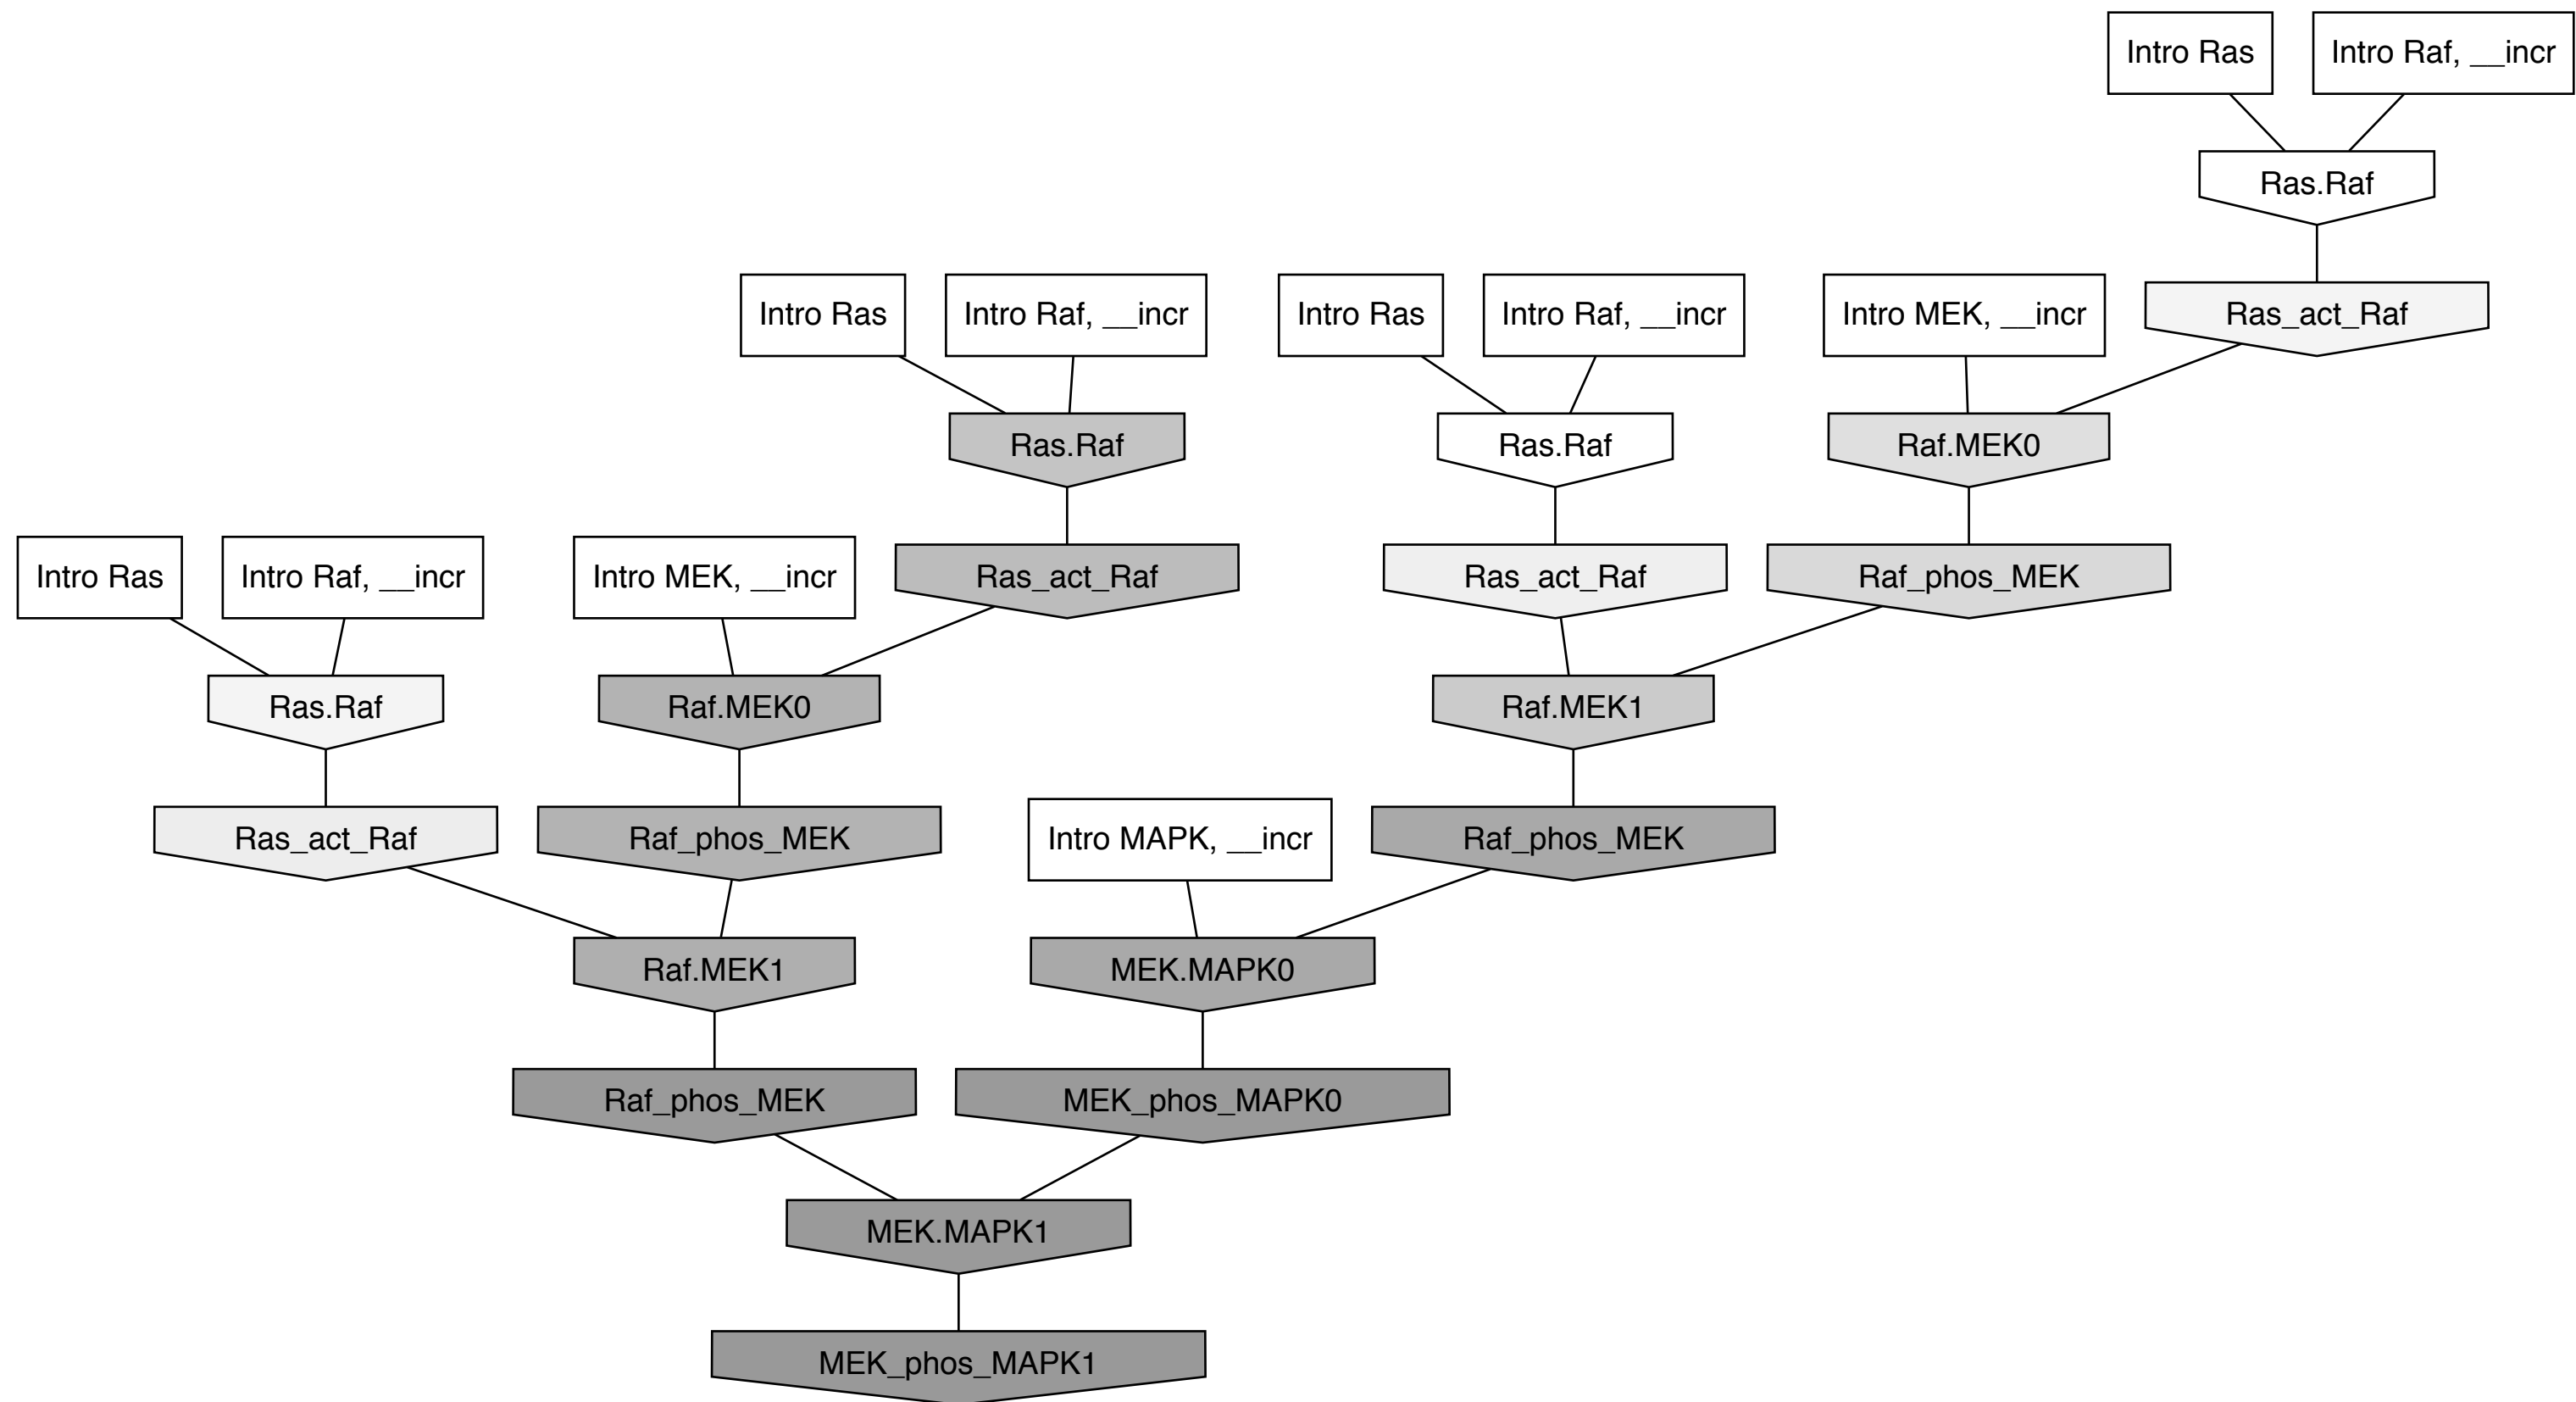 Intro Ras
Intro Raf, __incr
Ras.Raf
Intro Ras
Intro Raf, __incr
Intro Ras
Intro Raf, __incr
Intro MEK, __incr
Ras_act_Raf
Ras.Raf
Ras.Raf
Raf.MEK0
Intro Ras
Intro Raf, __incr
Intro MEK, __incr
Ras_act_Raf
Ras_act_Raf
Raf_phos_MEK
Ras.Raf
Raf.MEK0
Raf.MEK1
Ras_act_Raf
Raf_phos_MEK
Intro MAPK, __incr
Raf_phos_MEK
Raf.MEK1
MEK.MAPK0
Raf_phos_MEK
MEK_phos_MAPK0
MEK.MAPK1
MEK_phos_MAPK1